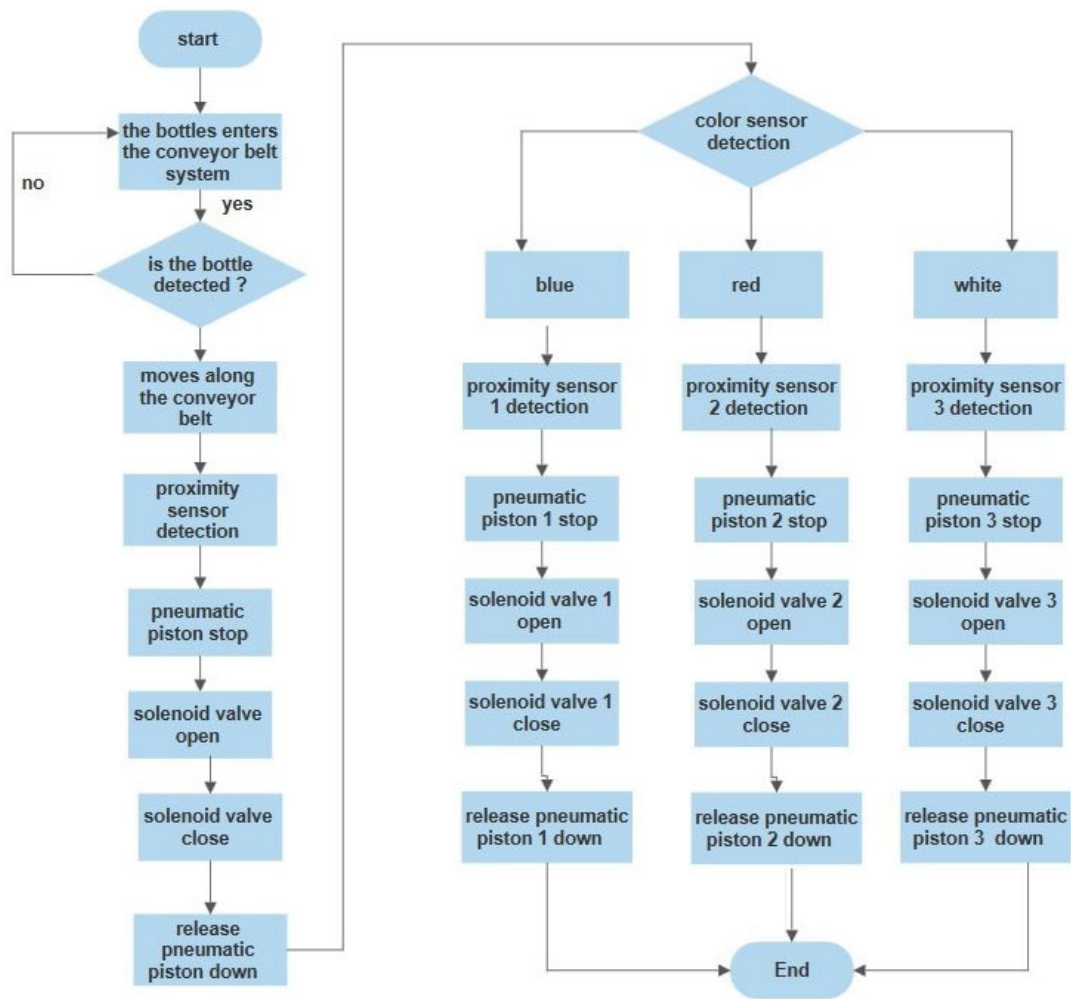 start
the bottles enters
the conveyor belt
system
no
yes
is the bottle
detected ?
moves along
the conveyor
belt
proximity
sensor
detection
pneumatic
piston stop
solenoid valve
open
solenoid valve
close
release
pneumatic
piston down
color sensor
detection
blue
proximity sensor
1 detection
pneumatic
piston 1 stop
solenoid valve 1
open
solenoid valve 1
close
release pneumatic
piston 1 down
red
proximity sensor
2 detection
pneumatic
piston 2 stop
solenoid valve 2
open
solenoid valve 2
close
release pneumatic
piston 2 down
white
proximity sensor
3 detection
pneumatic
piston 3 stop
solenoid valve 3
open
solenoid valve 3
close
release pneumatic
piston 3 down
End